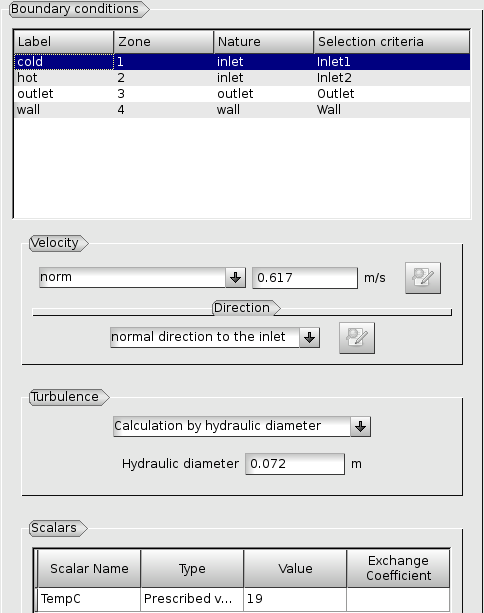 Boundary conditions
Label Zone Nature Selection criteria
cold 1 inlet Inlet1
hot 2 inlet Inlet2
outlet 3 outlet Outlet
wall 4 wall Wall
Velocity
norm 0.617 m/s
Direction
normal direction to the inlet
Turbulence
Calculation by hydraulic diameter
Hydraulic diameter 0.072 m
Scalars
Scalar Name Type Value Exchange Coefficient
TempC Prescribed v... 19